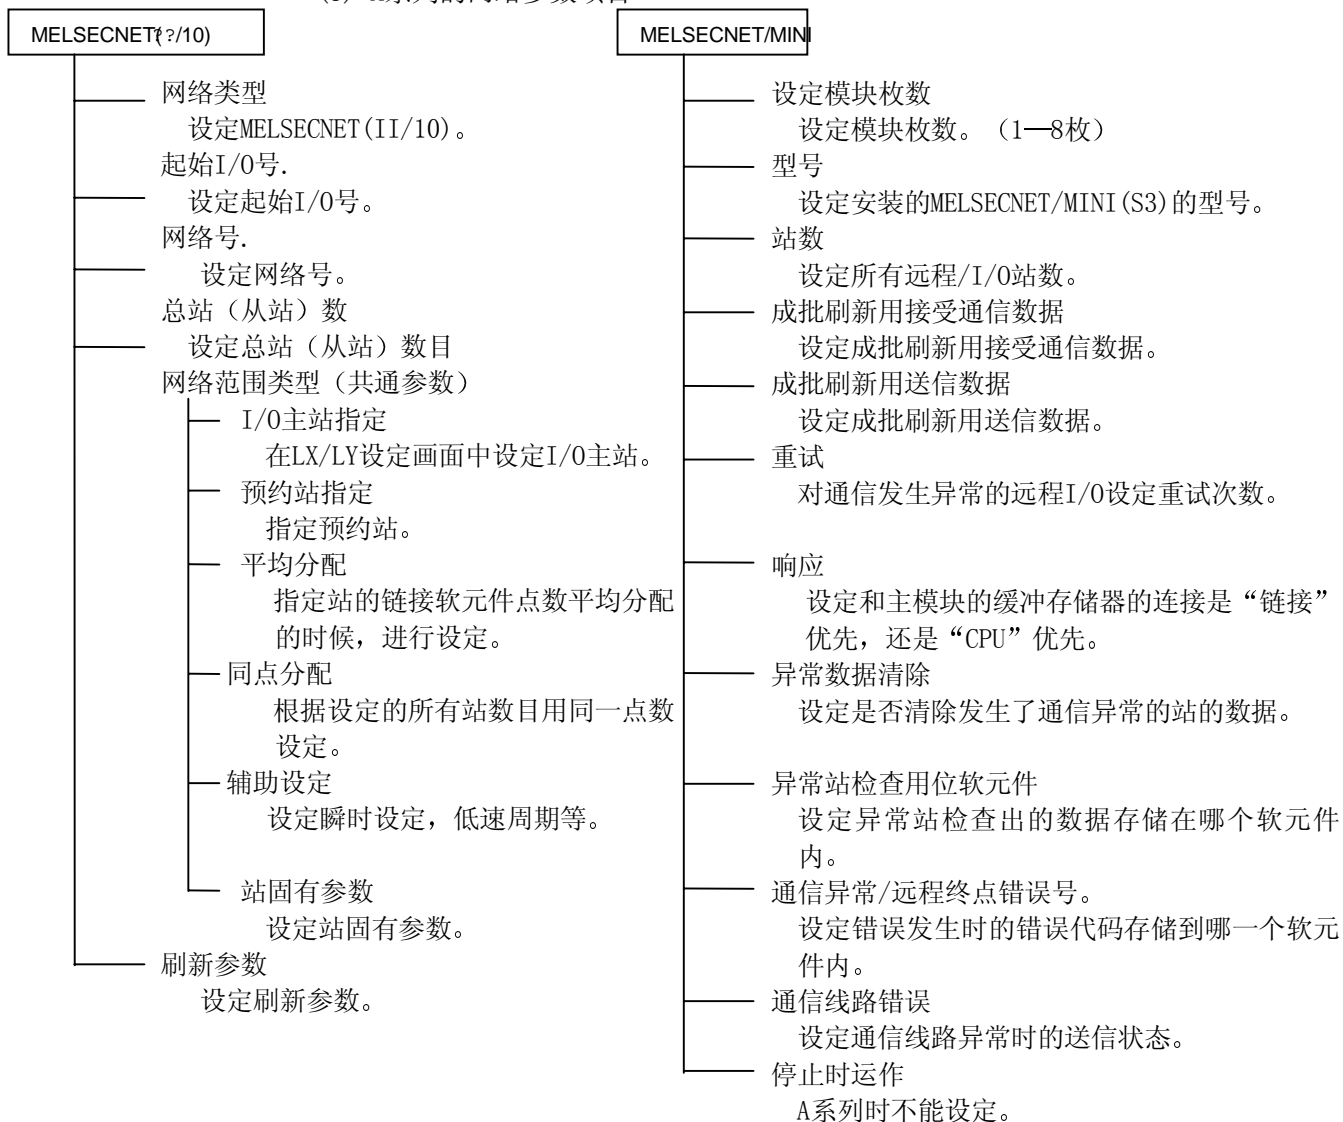 MELSECNET(?/10)
网络类型
设定MELSECNET(II/10)。
起始I/O号.
设定起始I/O号。
网络号.
设定网络号。
总站（从站）数
设定总站（从站）数目
网络范围类型（共通参数）
I/O主站指定
在LX/LY设定画面中设定I/O主站。
预约站指定
指定预约站。
平均分配
指定站的链接软元件点数平均分配
的时候，进行设定。
同点分配
根据设定的所有站数目用同一点数
设定。
辅助设定
设定瞬时设定，低速周期等。
站固有参数
设定站固有参数。
刷新参数
设定刷新参数。
MELSECNET/MINI
设定模块枚数
设定模块枚数。（1—8枚）
型号
设定安装的MELSECNET/MINI(S3)的型号。
站数
设定所有远程/I/O站数。
成批刷新用接受通信数据
设定成批刷新用接受通信数据。
成批刷新用送信数据
设定成批刷新用送信数据。
重试
对通信发生异常的远程I/O设定重试次数。
响应
设定和主模块的缓冲存储器的连接是“链接”
优先，还是“CPU”优先。
异常数据清除
设定是否清除发生了通信异常的站的数据。
异常站检查用位软元件
设定异常站检查出的数据存储在哪个软元件
内。
通信异常/远程终点错误号。
设定错误发生时的错误代码存储到哪一个软元
件内。
通信线路错误
设定通信线路异常时的送信状态。
停止时运作
A系列时不能设定。